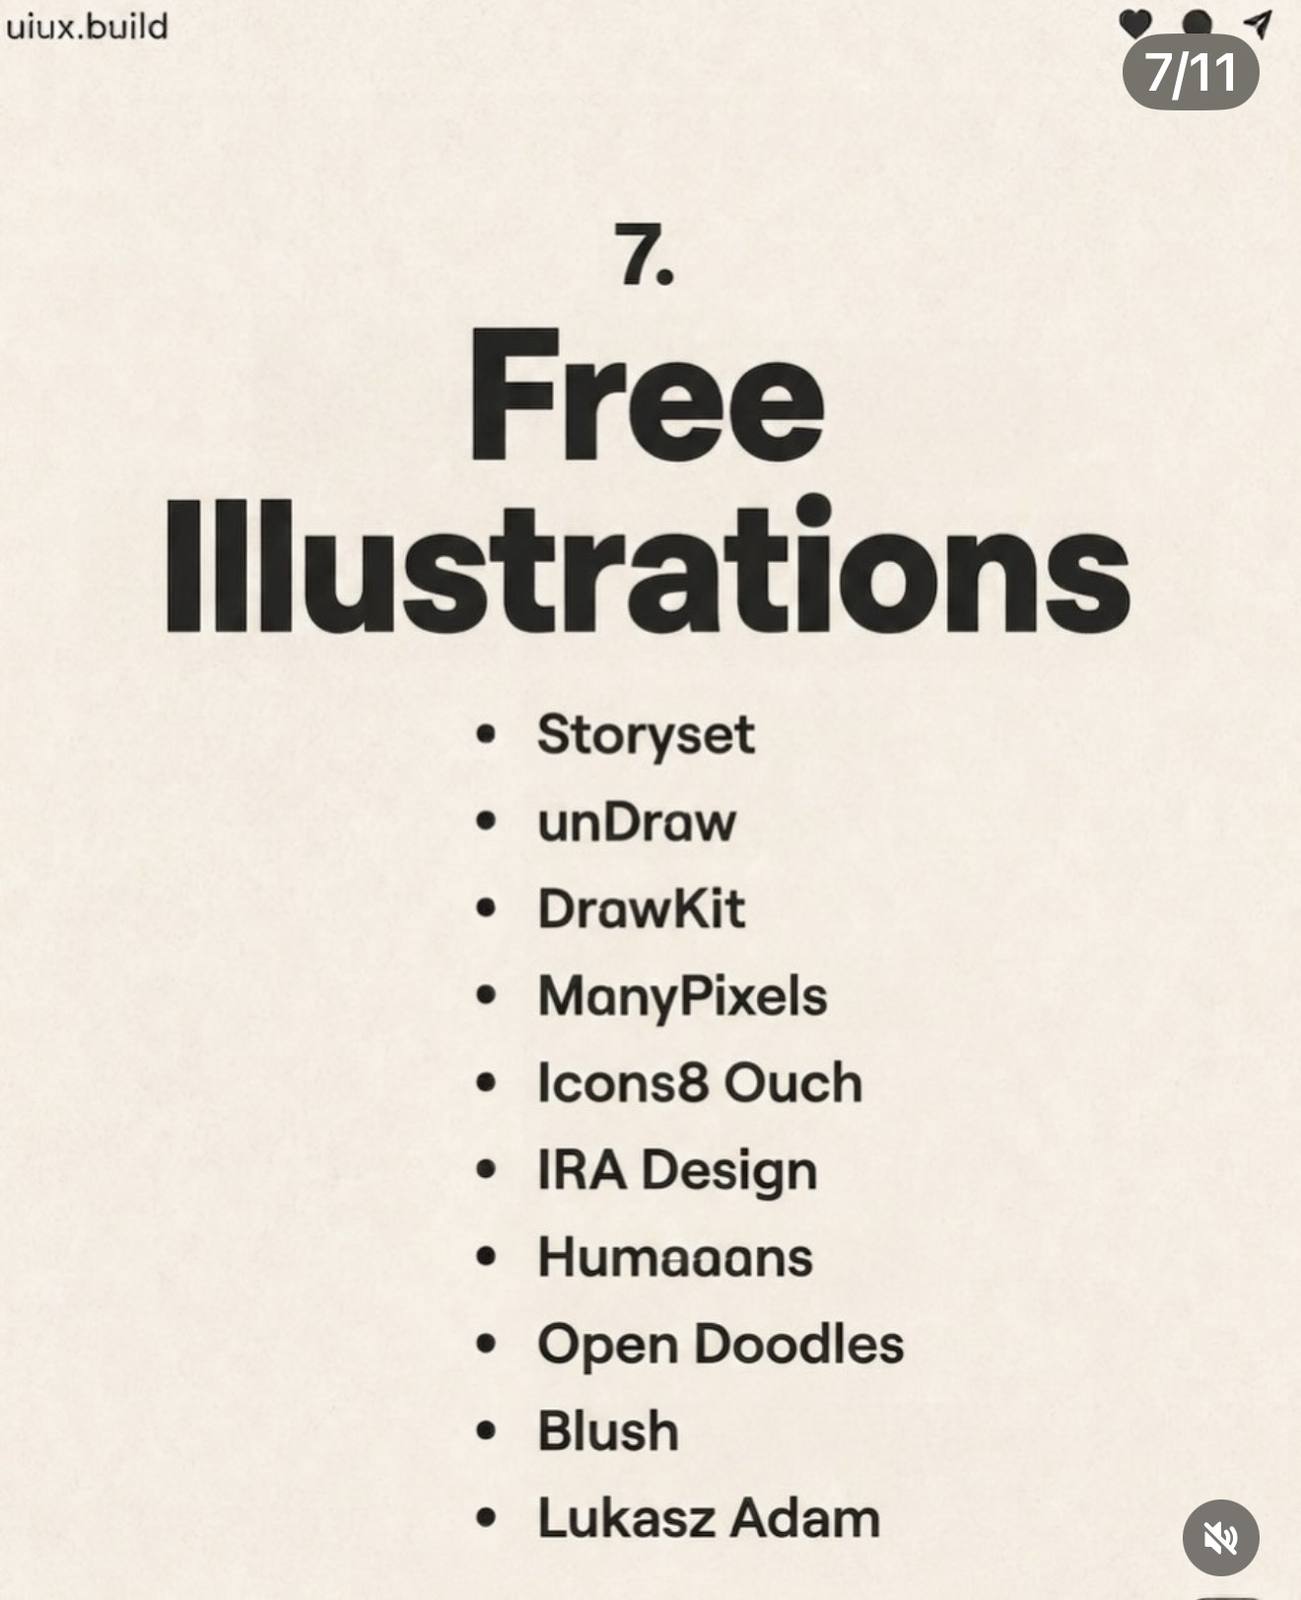 uiux.build
7/11
7.
Free
Illustrations
• Storyset
• unDraw
• DrawKit
• ManyPixels
• Icons8 Ouch
• IRA Design
• Humaaans
• Open Doodles
• Blush
• Lukasz Adam